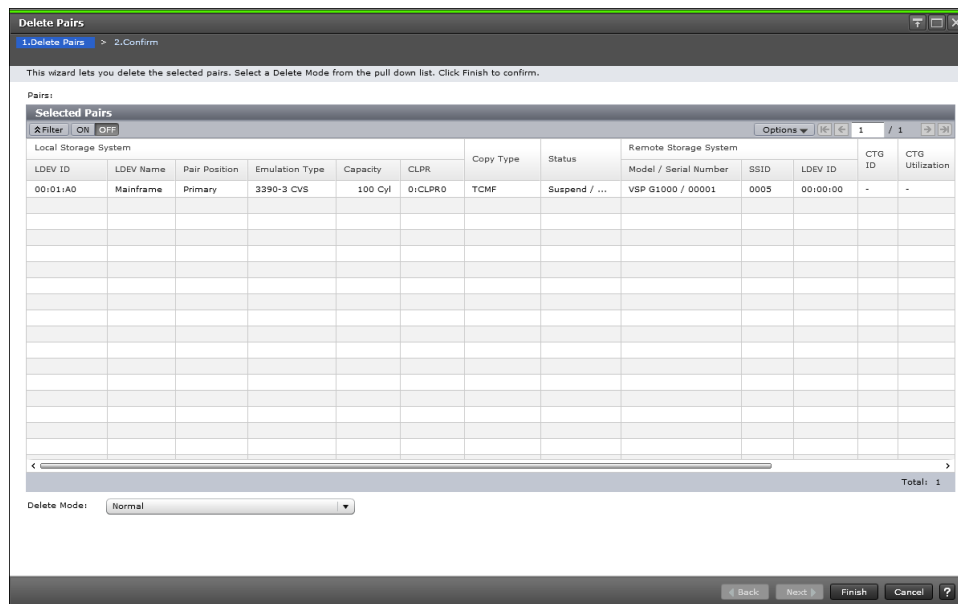 Delete Pairs
1.Delete Pairs > 2.Confirm
This wizard lets you delete the selected pairs. Select a Delete Mode from the pull down list. Click Finish to confirm.
Pairs:
Selected Pairs
Filter ON OFF Options 1 / 1
Local Storage System Copy Type Status Remote Storage System CTG ID CTG Utilization
LDEV ID LDEV Name Pair Position Emulation Type Capacity CLPR Model / Serial Number SSID LDEV ID
00:01:A0 Mainframe Primary 3390-3 CVS 100 Cyl 0:CLPR0 TCMF Suspend / ... VSP G1000 / 00001 0005 00:00:00 - -
Total: 1
Delete Mode: Normal
Back Next Finish Cancel ?